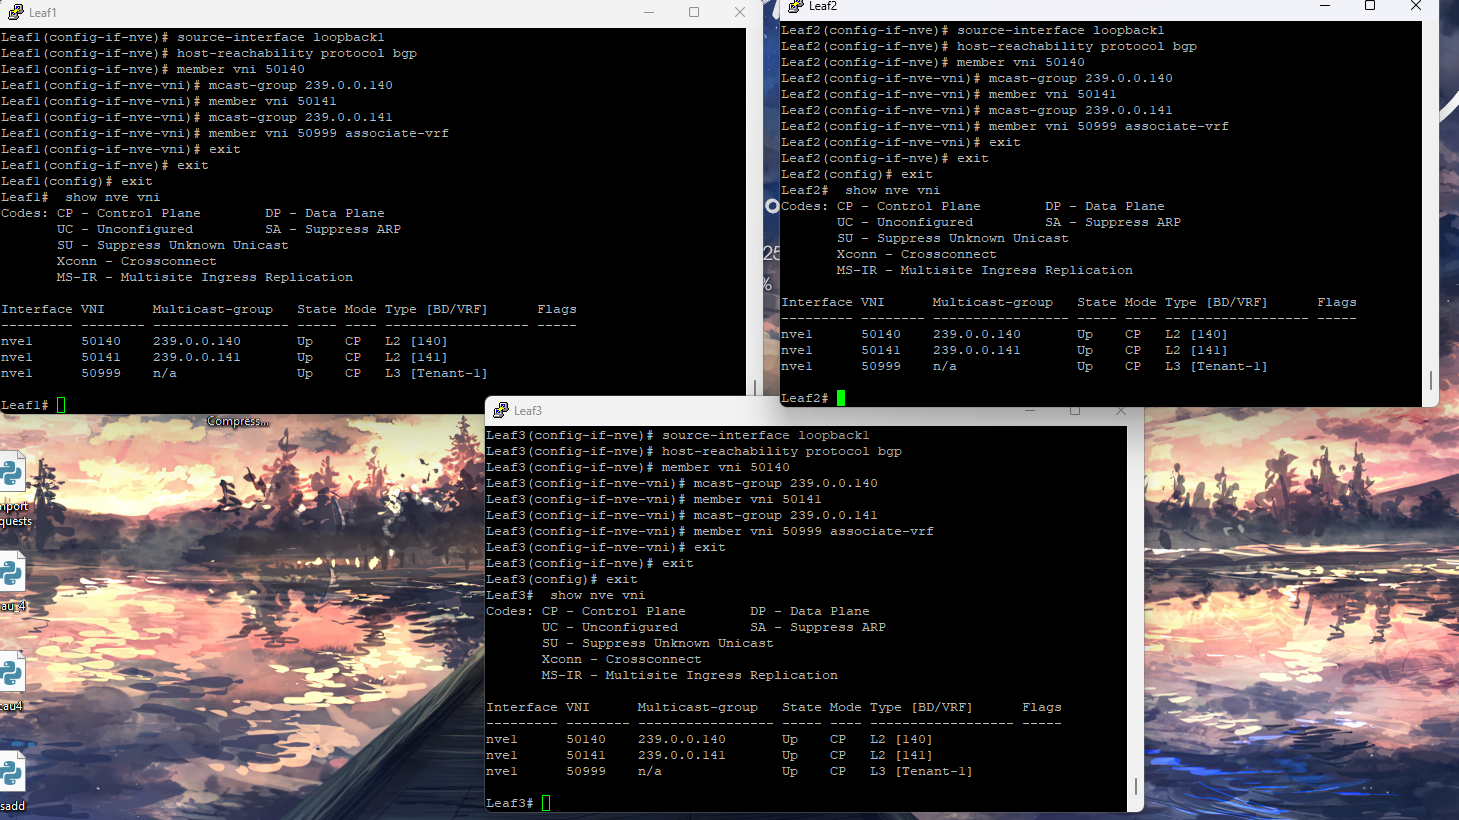 Leaf1
Leaf1(config-if-nve)# source-interface loopback1
Leaf1(config-if-nve)# host-reachability protocol bgp
Leaf1(config-if-nve)# member vni 50140
Leaf1(config-if-nve-vni)# mcast-group 239.0.0.140
Leaf1(config-if-nve-vni)# member vni 50141
Leaf1(config-if-nve-vni)# mcast-group 239.0.0.141
Leaf1(config-if-nve-vni)# member vni 50999 associate-vrf
Leaf1(config-if-nve-vni)# exit
Leaf1(config-if-nve)# exit
Leaf1(config)# exit
Leaf1#  show nve vni
Codes: CP - Control Plane        DP - Data Plane
       UC - Unconfigured         SA - Suppress ARP
       SU - Suppress Unknown Unicast
       Xconn - Crossconnect
       MS-IR - Multisite Ingress Replication
Interface VNI      Multicast-group   State Mode Type [BD/VRF]      Flags
--------- -------- ----------------- ----- ---- ------------------ -----
nve1      50140    239.0.0.140       Up    CP   L2 [140]
nve1      50141    239.0.0.141       Up    CP   L2 [141]
nve1      50999    n/a               Up    CP   L3 [Tenant-1]
Leaf1#
Leaf2
Leaf2(config-if-nve)# source-interface loopback1
Leaf2(config-if-nve)# host-reachability protocol bgp
Leaf2(config-if-nve)# member vni 50140
Leaf2(config-if-nve-vni)# mcast-group 239.0.0.140
Leaf2(config-if-nve-vni)# member vni 50141
Leaf2(config-if-nve-vni)# mcast-group 239.0.0.141
Leaf2(config-if-nve-vni)# member vni 50999 associate-vrf
Leaf2(config-if-nve-vni)# exit
Leaf2(config-if-nve)# exit
Leaf2(config)# exit
Leaf2#  show nve vni
Codes: CP - Control Plane        DP - Data Plane
       UC - Unconfigured         SA - Suppress ARP
       SU - Suppress Unknown Unicast
       Xconn - Crossconnect
       MS-IR - Multisite Ingress Replication
Interface VNI      Multicast-group   State Mode Type [BD/VRF]      Flags
--------- -------- ----------------- ----- ---- ------------------ -----
nve1      50140    239.0.0.140       Up    CP   L2 [140]
nve1      50141    239.0.0.141       Up    CP   L2 [141]
nve1      50999    n/a               Up    CP   L3 [Tenant-1]
Leaf2#
Leaf3
Leaf3(config-if-nve)# source-interface loopback1
Leaf3(config-if-nve)# host-reachability protocol bgp
Leaf3(config-if-nve)# member vni 50140
Leaf3(config-if-nve-vni)# mcast-group 239.0.0.140
Leaf3(config-if-nve-vni)# member vni 50141
Leaf3(config-if-nve-vni)# mcast-group 239.0.0.141
Leaf3(config-if-nve-vni)# member vni 50999 associate-vrf
Leaf3(config-if-nve-vni)# exit
Leaf3(config-if-nve)# exit
Leaf3(config)# exit
Leaf3#  show nve vni
Codes: CP - Control Plane        DP - Data Plane
       UC - Unconfigured         SA - Suppress ARP
       SU - Suppress Unknown Unicast
       Xconn - Crossconnect
       MS-IR - Multisite Ingress Replication
Interface VNI      Multicast-group   State Mode Type [BD/VRF]      Flags
--------- -------- ----------------- ----- ---- ------------------ -----
nve1      50140    239.0.0.140       Up    CP   L2 [140]
nve1      50141    239.0.0.141       Up    CP   L2 [141]
nve1      50999    n/a               Up    CP   L3 [Tenant-1]
Leaf3#
Compress...
25
%